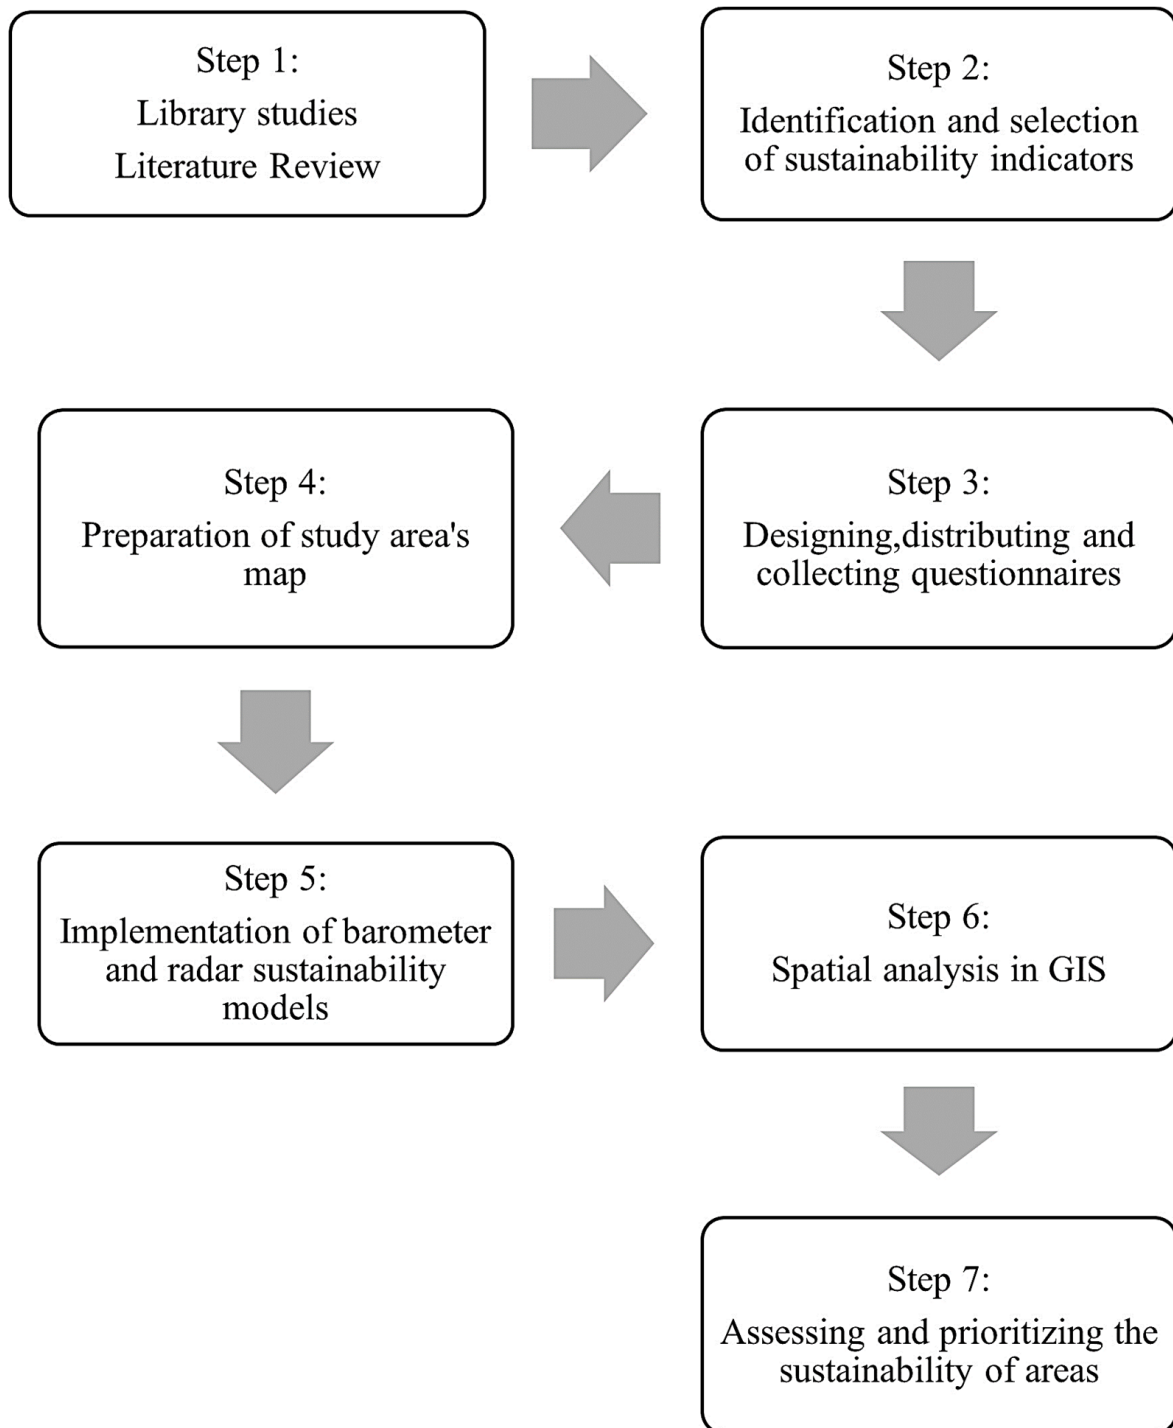 Step 1:
Library studies
Literature Review
Step 2:
Identification and selection
of sustainability indicators
Step 3:
Designing,distributing and
collecting questionnaires
Step 4:
Preparation of study area's
map
Step 5:
Implementation of barometer
and radar sustainability
models
Step 6:
Spatial analysis in GIS
Step 7:
Assessing and prioritizing the
sustainability of areas